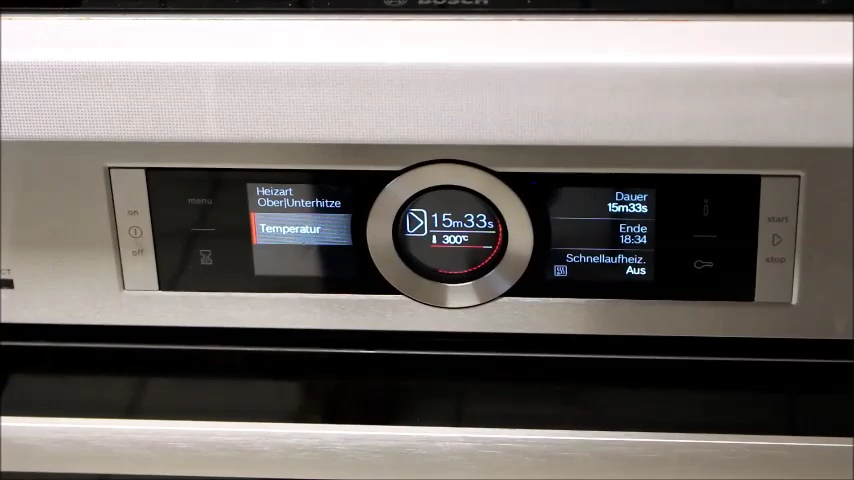 BOSCH
menu
on
off
Heizart
Ober|Unterhitze
Temperatur
15m33s
300°C
Dauer
15m33s
Ende
18:34
Schnellaufheiz.
Aus
i
start
stop
CT